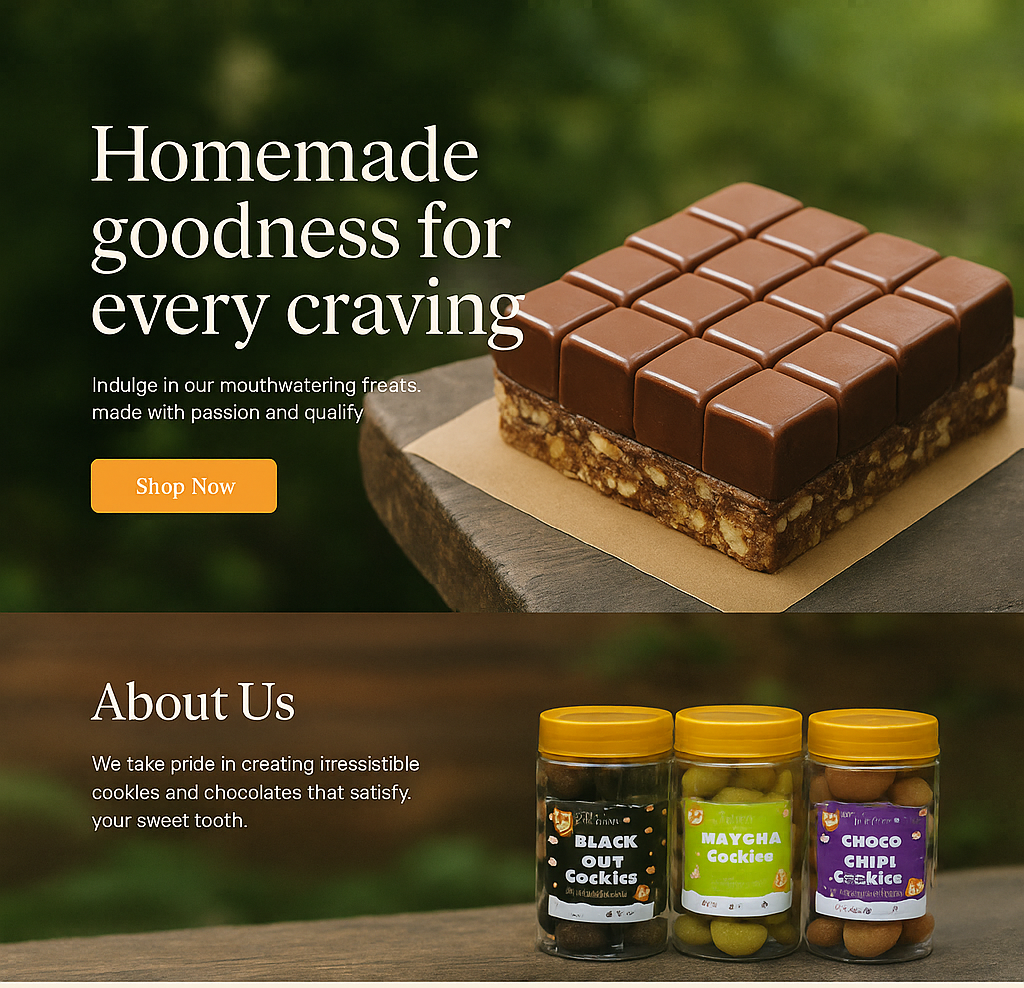 Homemade
goodness for
every craving
Indulge in our mouthwatering freats.
made with passion and qualify
Shop Now
About Us
We take pride in creating irressistible
cookles and chocolates that satisfy.
your sweet tooth.
BLACK
OUT
Cockics
MAYCHA
Cockiee
CHOCO
CHIPL
Cookice